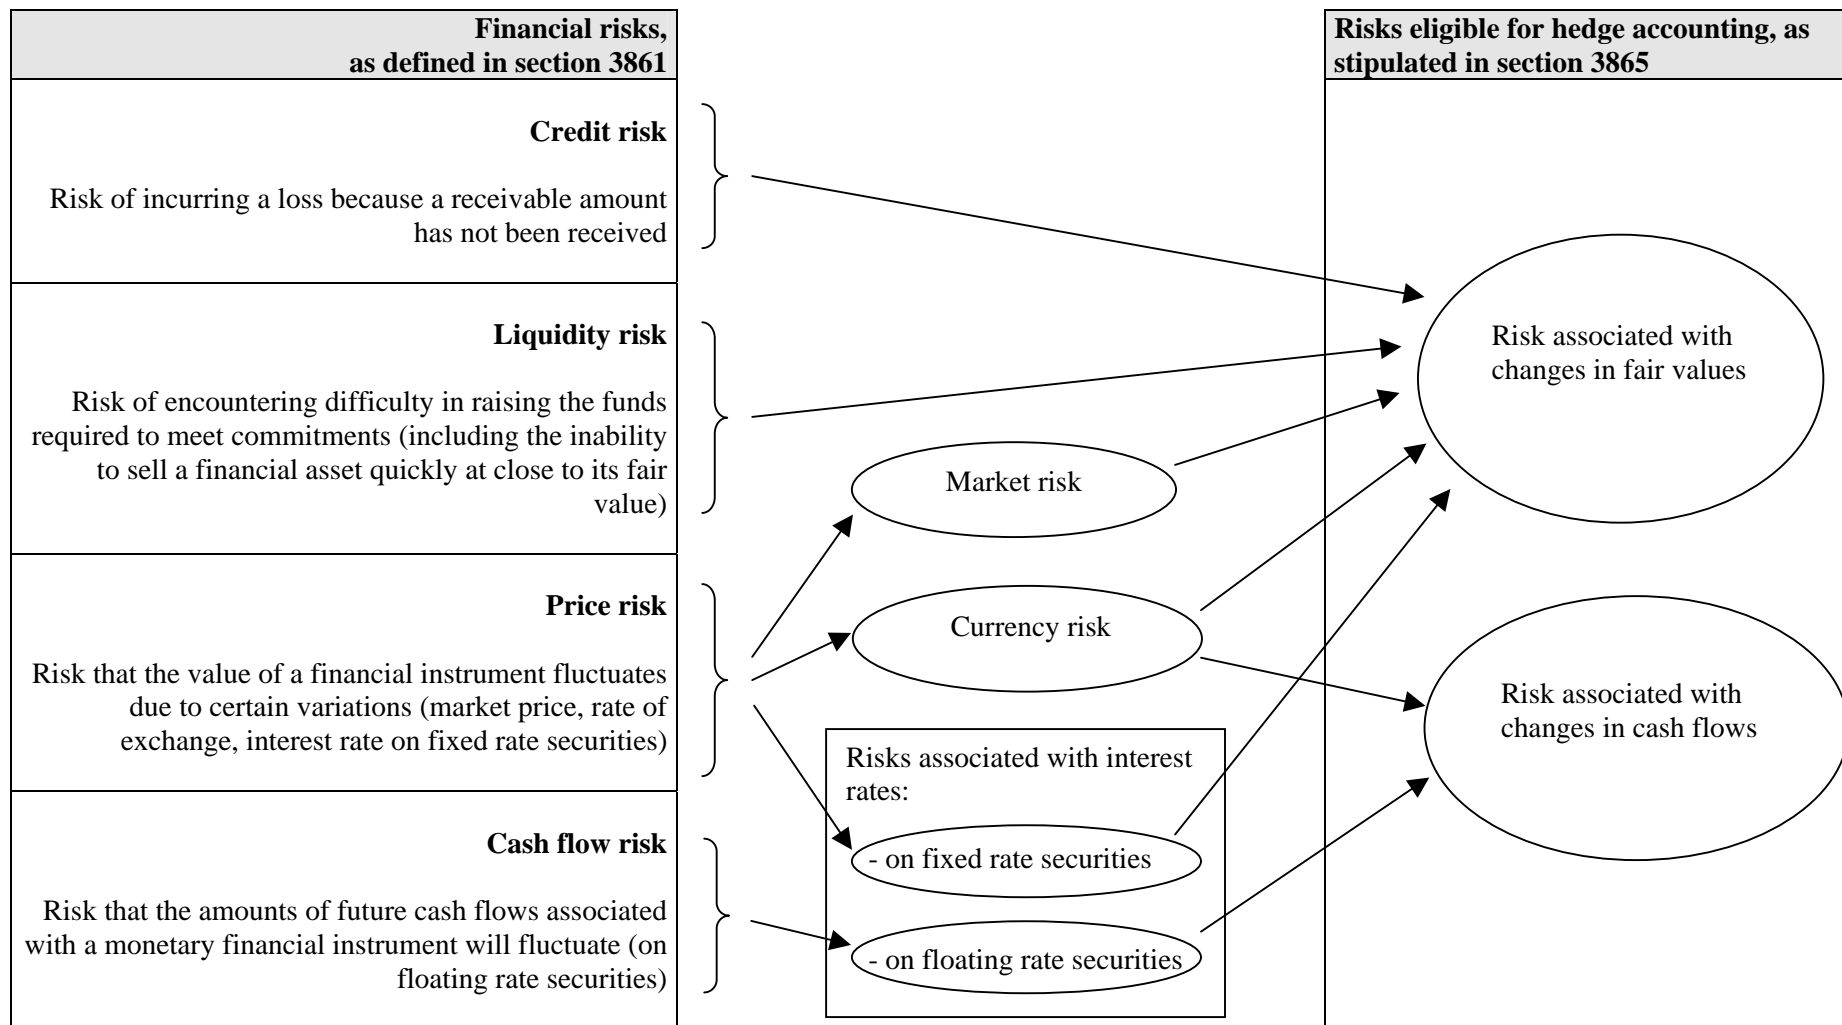 Financial risks,
as defined in section 3861
Credit risk
Risk of incurring a loss because a receivable amount
has not been received
Liquidity risk
Risk of encountering difficulty in raising the funds
required to meet commitments (including the inability
to sell a financial asset quickly at close to its fair
value)
Price risk
Risk that the value of a financial instrument fluctuates
due to certain variations (market price, rate of
exchange, interest rate on fixed rate securities)
Cash flow risk
Risk that the amounts of future cash flows associated
with a monetary financial instrument will fluctuate (on
floating rate securities)
Market risk
Currency risk
Risks associated with interest
rates:
- on fixed rate securities
- on floating rate securities
Risks eligible for hedge accounting, as
stipulated in section 3865
Risk associated with
changes in fair values
Risk associated with
changes in cash flows